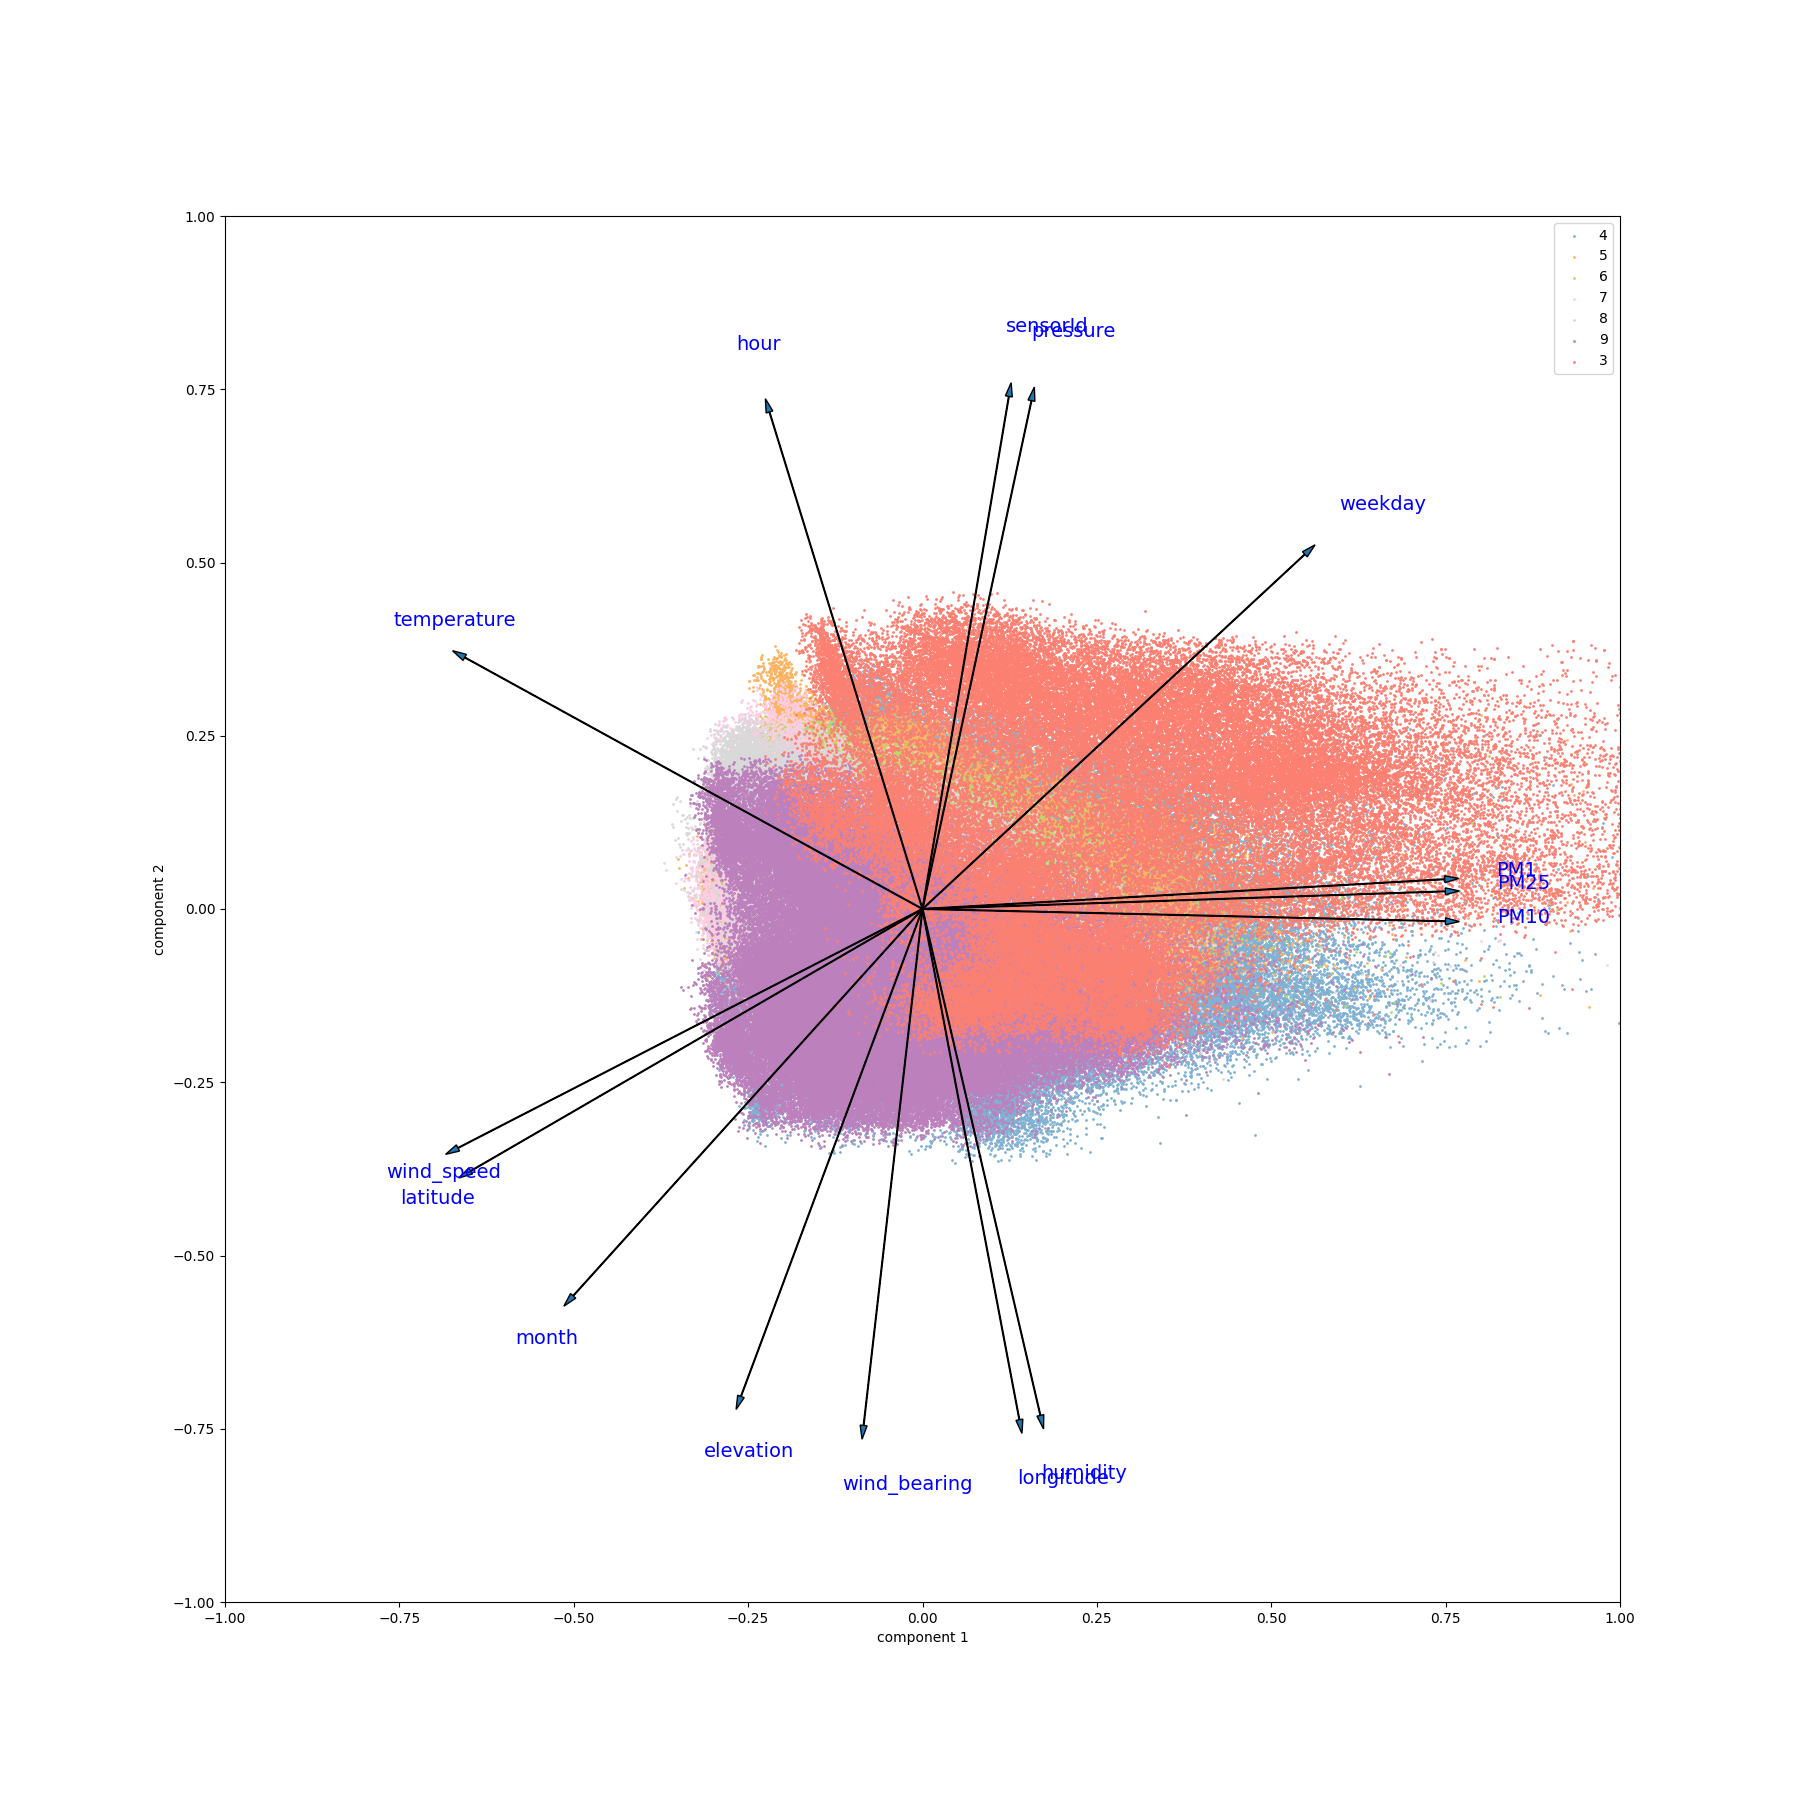 1.00
0.75
0.50
0.25
0.00
−0.25
−0.50
−0.75
−1.00
component 2
4
5
6
7
8
9
3
sensorId
pressure
hour
weekday
temperature
PM1
PM25
PM10
wind_speed
latitude
month
elevation
humidity
longitude
wind_bearing
−1.00 −0.75 −0.50 −0.25 0.00 0.25 0.50 0.75 1.00
component 1